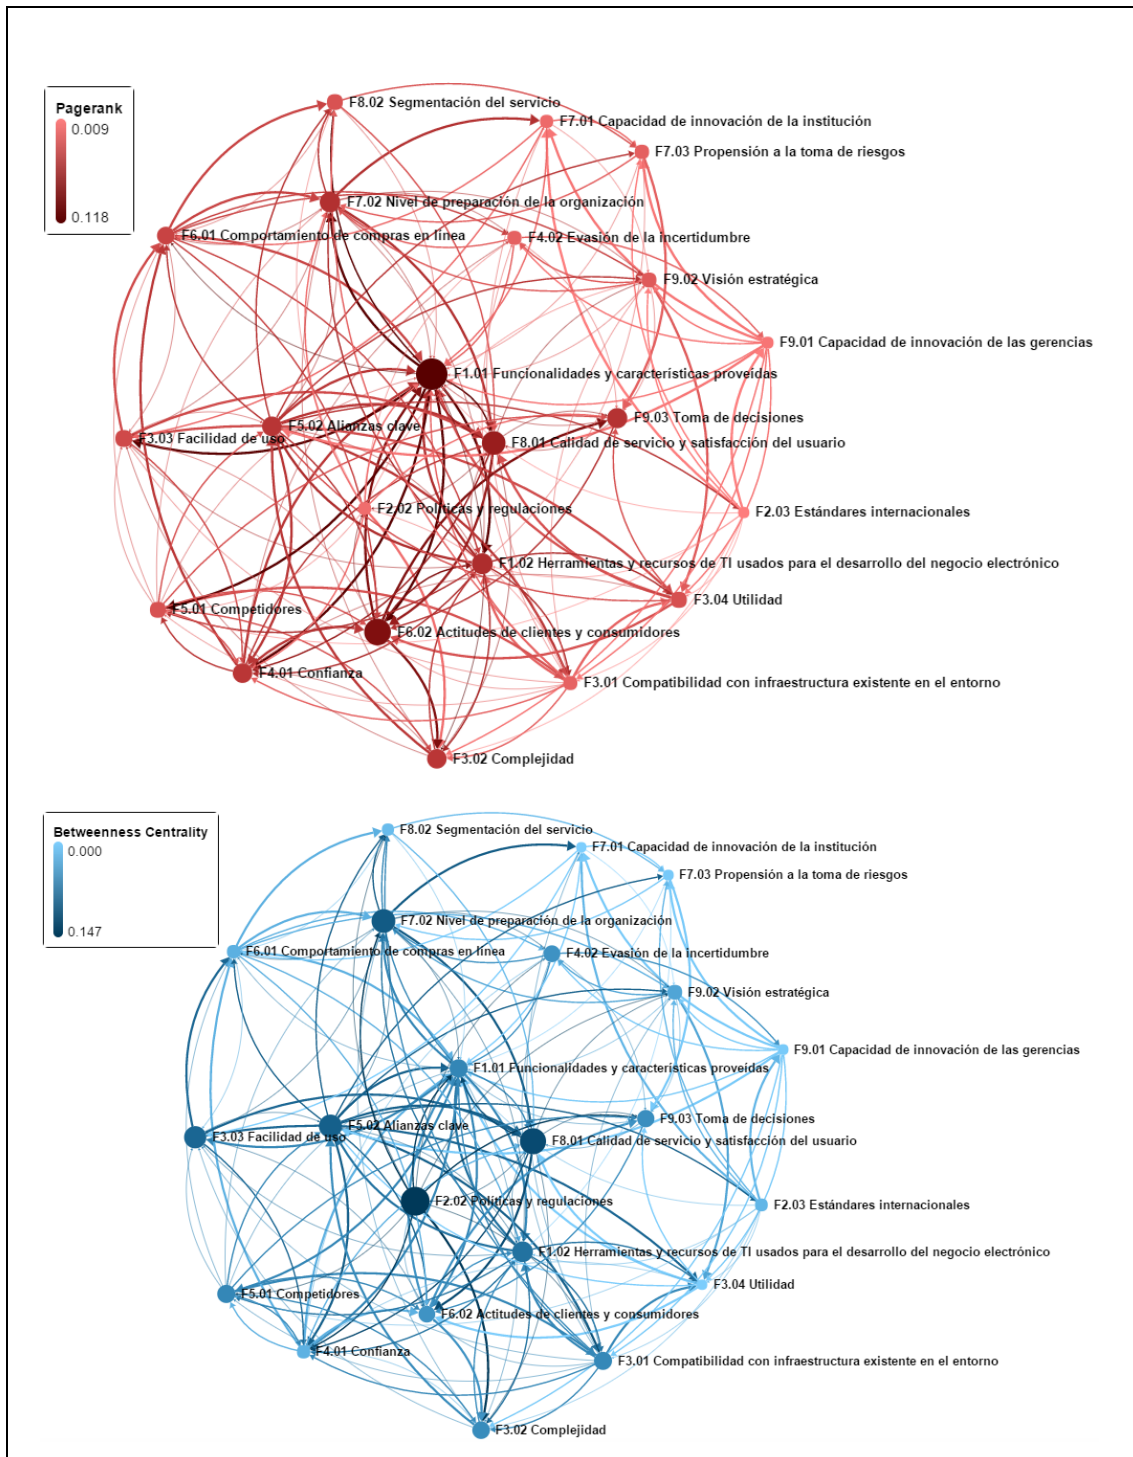 Pagerank
0.009
0.118
F8.02 Segmentación del servicio
F7.01 Capacidad de innovación de la institución
F7.03 Propensión a la toma de riesgos
F7.02 Nivel de preparación de la organización
F6.01 Comportamiento de compras en línea
F4.02 Evasión de la incertidumbre
F9.02 Visión estratégica
F9.01 Capacidad de innovación de las gerencias
F1.01 Funcionalidades y características proveídas
F9.03 Toma de decisiones
F5.02 Alianzas clave
F3.03 Facilidad de uso
F8.01 Calidad de servicio y satisfacción del usuario
F2.02 Políticas y regulaciones
F2.03 Estándares internacionales
F1.02 Herramientas y recursos de TI usados para el desarrollo del negocio electrónico
F3.04 Utilidad
F5.01 Competidores
F6.02 Actitudes de clientes y consumidores
F4.01 Confianza
F3.01 Compatibilidad con infraestructura existente en el entorno
F3.02 Complejidad
Betweenness Centrality
0.000
0.147
F8.02 Segmentación del servicio
F7.01 Capacidad de innovación de la institución
F7.03 Propensión a la toma de riesgos
F7.02 Nivel de preparación de la organización
F6.01 Comportamiento de compras en línea
F4.02 Evasión de la incertidumbre
F9.02 Visión estratégica
F9.01 Capacidad de innovación de las gerencias
F1.01 Funcionalidades y características proveídas
F9.03 Toma de decisiones
F5.02 Alianzas clave
F3.03 Facilidad de uso
F8.01 Calidad de servicio y satisfacción del usuario
F2.02 Políticas y regulaciones
F2.03 Estándares internacionales
F1.02 Herramientas y recursos de TI usados para el desarrollo del negocio electrónico
F3.04 Utilidad
F5.01 Competidores
F6.02 Actitudes de clientes y consumidores
F4.01 Confianza
F3.01 Compatibilidad con infraestructura existente en el entorno
F3.02 Complejidad